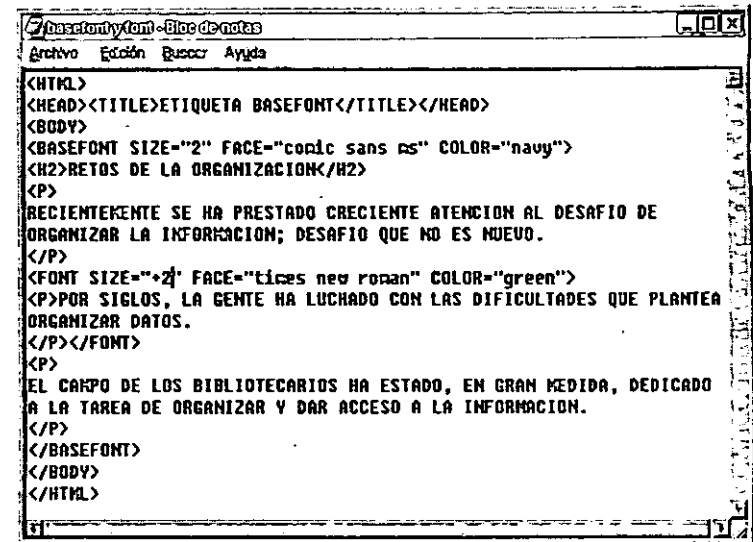 basefont y font - Bloc de notas
Archivo Edición Buscar Ayuda
<HTML>
<HEAD><TITLE>ETIQUETA BASEFONT</TITLE></HEAD>
<BODY>
<BASEFONT SIZE="2" FACE="comic sans ms" COLOR="navy">
<H2>RETOS DE LA ORGANIZACION</H2>
<P>
RECIENTEMENTE SE HA PRESTADO CRECIENTE ATENCION AL DESAFIO DE
ORGANIZAR LA INFORMACION; DESAFIO QUE NO ES NUEVO.
</P>
<FONT SIZE="+2" FACE="times new roman" COLOR="green">
<P>POR SIGLOS, LA GENTE HA LUCHADO CON LAS DIFICULTADES QUE PLANTEA
ORGANIZAR DATOS.
</P></FONT>
<P>
EL CAMPO DE LOS BIBLIOTECARIOS HA ESTADO, EN GRAN MEDIDA, DEDICADO
A LA TAREA DE ORGANIZAR Y DAR ACCESO A LA INFORMACION.
</P>
</BASEFONT>
</BODY>
</HTML>